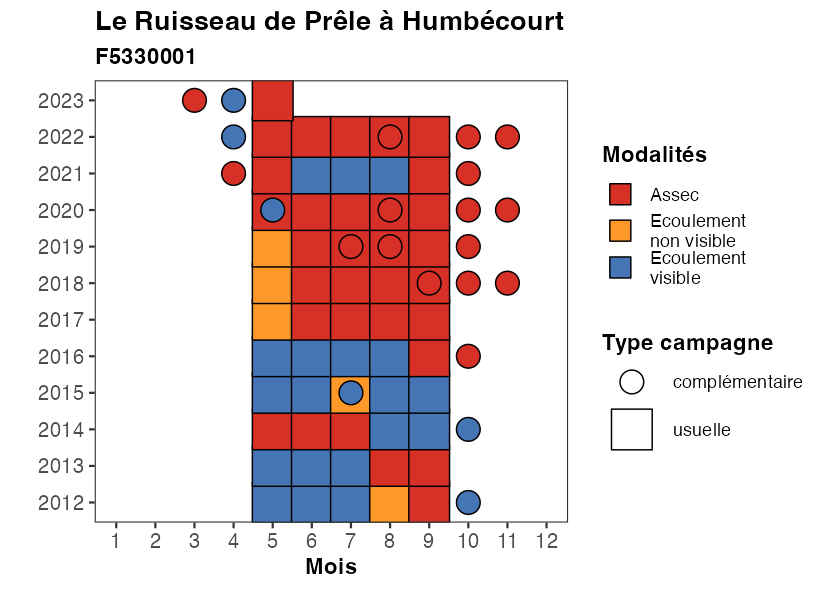 Le Ruisseau de Prêle à Humbécourt
F5330001
2023
2022
2021
2020
2019
2018
2017
2016
2015
2014
2013
2012
1 2 3 4 5 6 7 8 9 10 11 12
Mois
Modalités
Assec
Ecoulement
non visible
Ecoulement
visible
Type campagne
complémentaire
usuelle